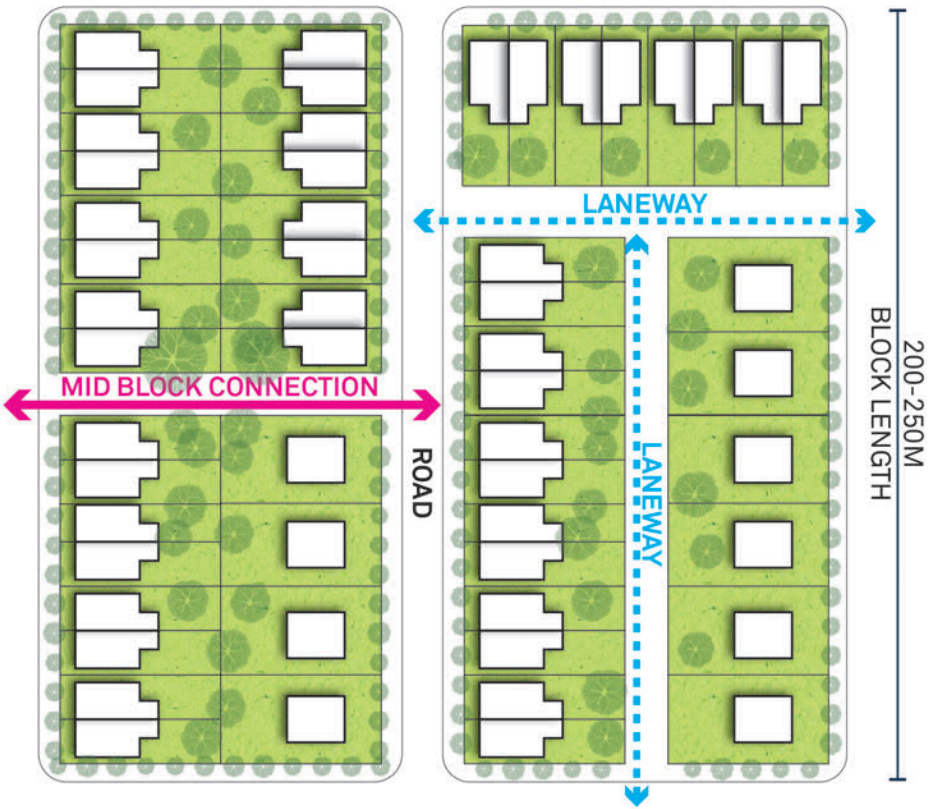 LANEWAY
MID BLOCK CONNECTION
ROAD
LANEWAY
200-250M
BLOCK LENGTH